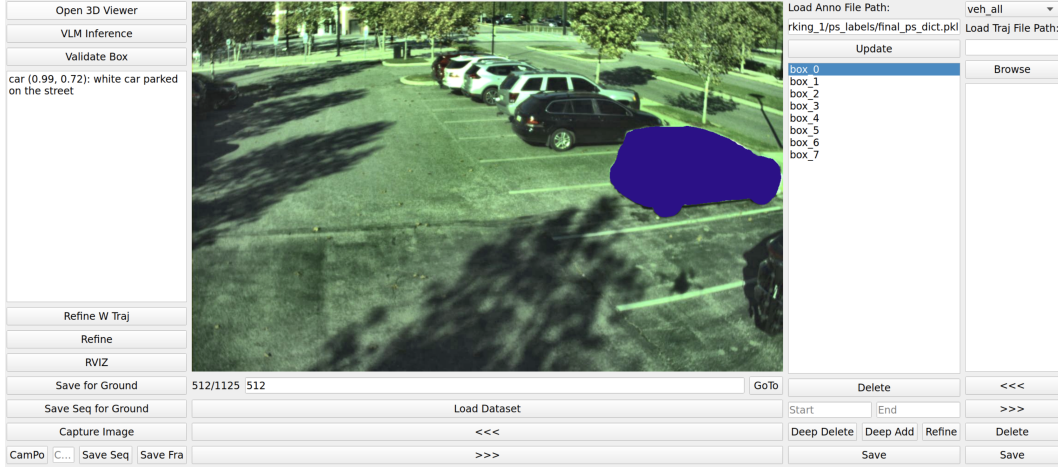 Open 3D Viewer
VLM Inference
Validate Box
car (0.99, 0.72): white car parked
on the street
Refine W Traj
Refine
RVIZ
Save for Ground
Save Seq for Ground
Capture Image
CamPo
C...
Save Seq
Save Fra
512/1125
512
GoTo
Load Dataset
<<<
>>>
Load Anno File Path:
rking_1/ps_labels/final_ps_dict.pkl
Update
box_0
box_1
box_2
box_3
box_4
box_5
box_6
box_7
Delete
Start
End
Deep Delete
Deep Add
Refine
Save
veh_all
Load Traj File Path:
Browse
<<<
>>>
Delete
Save